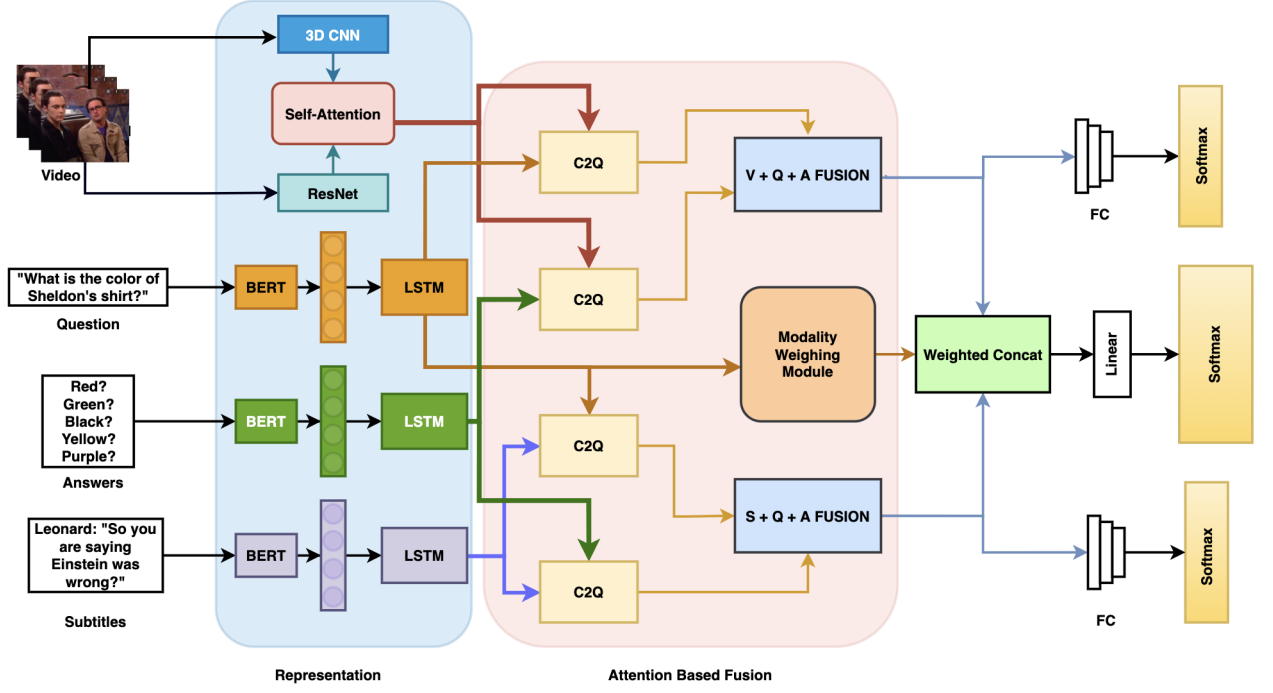 3D CNN
Self-Attention
ResNet
Video
"What is the color of
Sheldon's shirt?"
Question
BERT
LSTM
Red?
Green?
Black?
Yellow?
Purple?
Answers
BERT
LSTM
Leonard: "So you
are saying
Einstein was
wrong?"
Subtitles
BERT
LSTM
Representation
C2Q
C2Q
C2Q
C2Q
V + Q + A FUSION
Modality
Weighing
Module
S + Q + A FUSION
Attention Based Fusion
Weighted Concat
FC
Softmax
Linear
Softmax
FC
Softmax